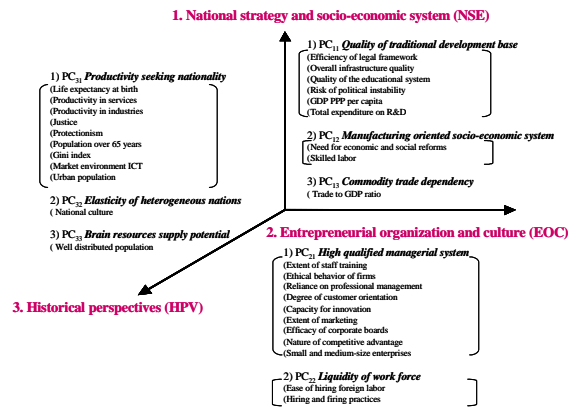 1. National strategy and socio-economic system (NSE)
1) PC11 Quality of traditional development base
(Efficiency of legal framework
(Overall infrastructure quality
(Quality of the educational system
(Risk of political instability
(GDP PPP per capita
(Total expenditure on R&D
2) PC12 Manufacturing oriented socio-economic system
(Need for economic and social reforms
(Skilled labor
3) PC13 Commodity trade dependency
( Trade to GDP ratio
1) PC31 Productivity seeking nationality
(Life expectancy at birth
(Productivity in services
(Productivity in industries
(Justice
(Protectionism
(Population over 65 years
(Gini index
(Market environment ICT
(Urban population
2) PC32 Elasticity of heterogeneous nations
( National culture
3) PC33 Brain resources supply potential
( Well distributed population
2. Entrepreneurial organization and culture (EOC)
1) PC21 High qualified managerial system
(Extent of staff training
(Ethical behavior of firms
(Reliance on professional management
(Degree of customer orientation
(Capacity for innovation
(Extent of marketing
(Efficacy of corporate boards
(Nature of competitive advantage
(Small and medium-size enterprises
2) PC22 Liquidity of work force
(Ease of hiring foreign labor
(Hiring and firing practices
3. Historical perspectives (HPV)